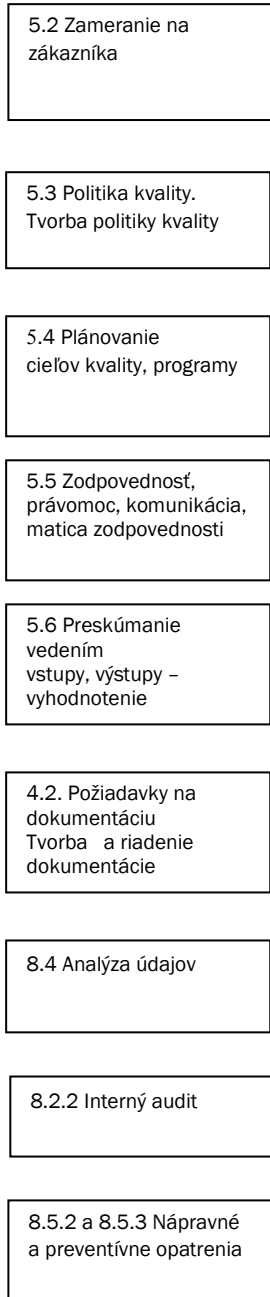 5.2 Zameranie na
zákazníka
5.3 Politika kvality.
Tvorba politiky kvality
5.4 Plánovanie
cieľov kvality, programy
5.5 Zodpovednosť,
právomoc, komunikácia,
matica zodpovednosti
5.6 Preskúmanie
vedením
vstupy, výstupy –
vyhodnotenie
4.2. Požiadavky na
dokumentáciu
Tvorba a riadenie
dokumentácie
8.4 Analýza údajov
8.2.2 Interný audit
8.5.2 a 8.5.3 Nápravné
a preventívne opatrenia